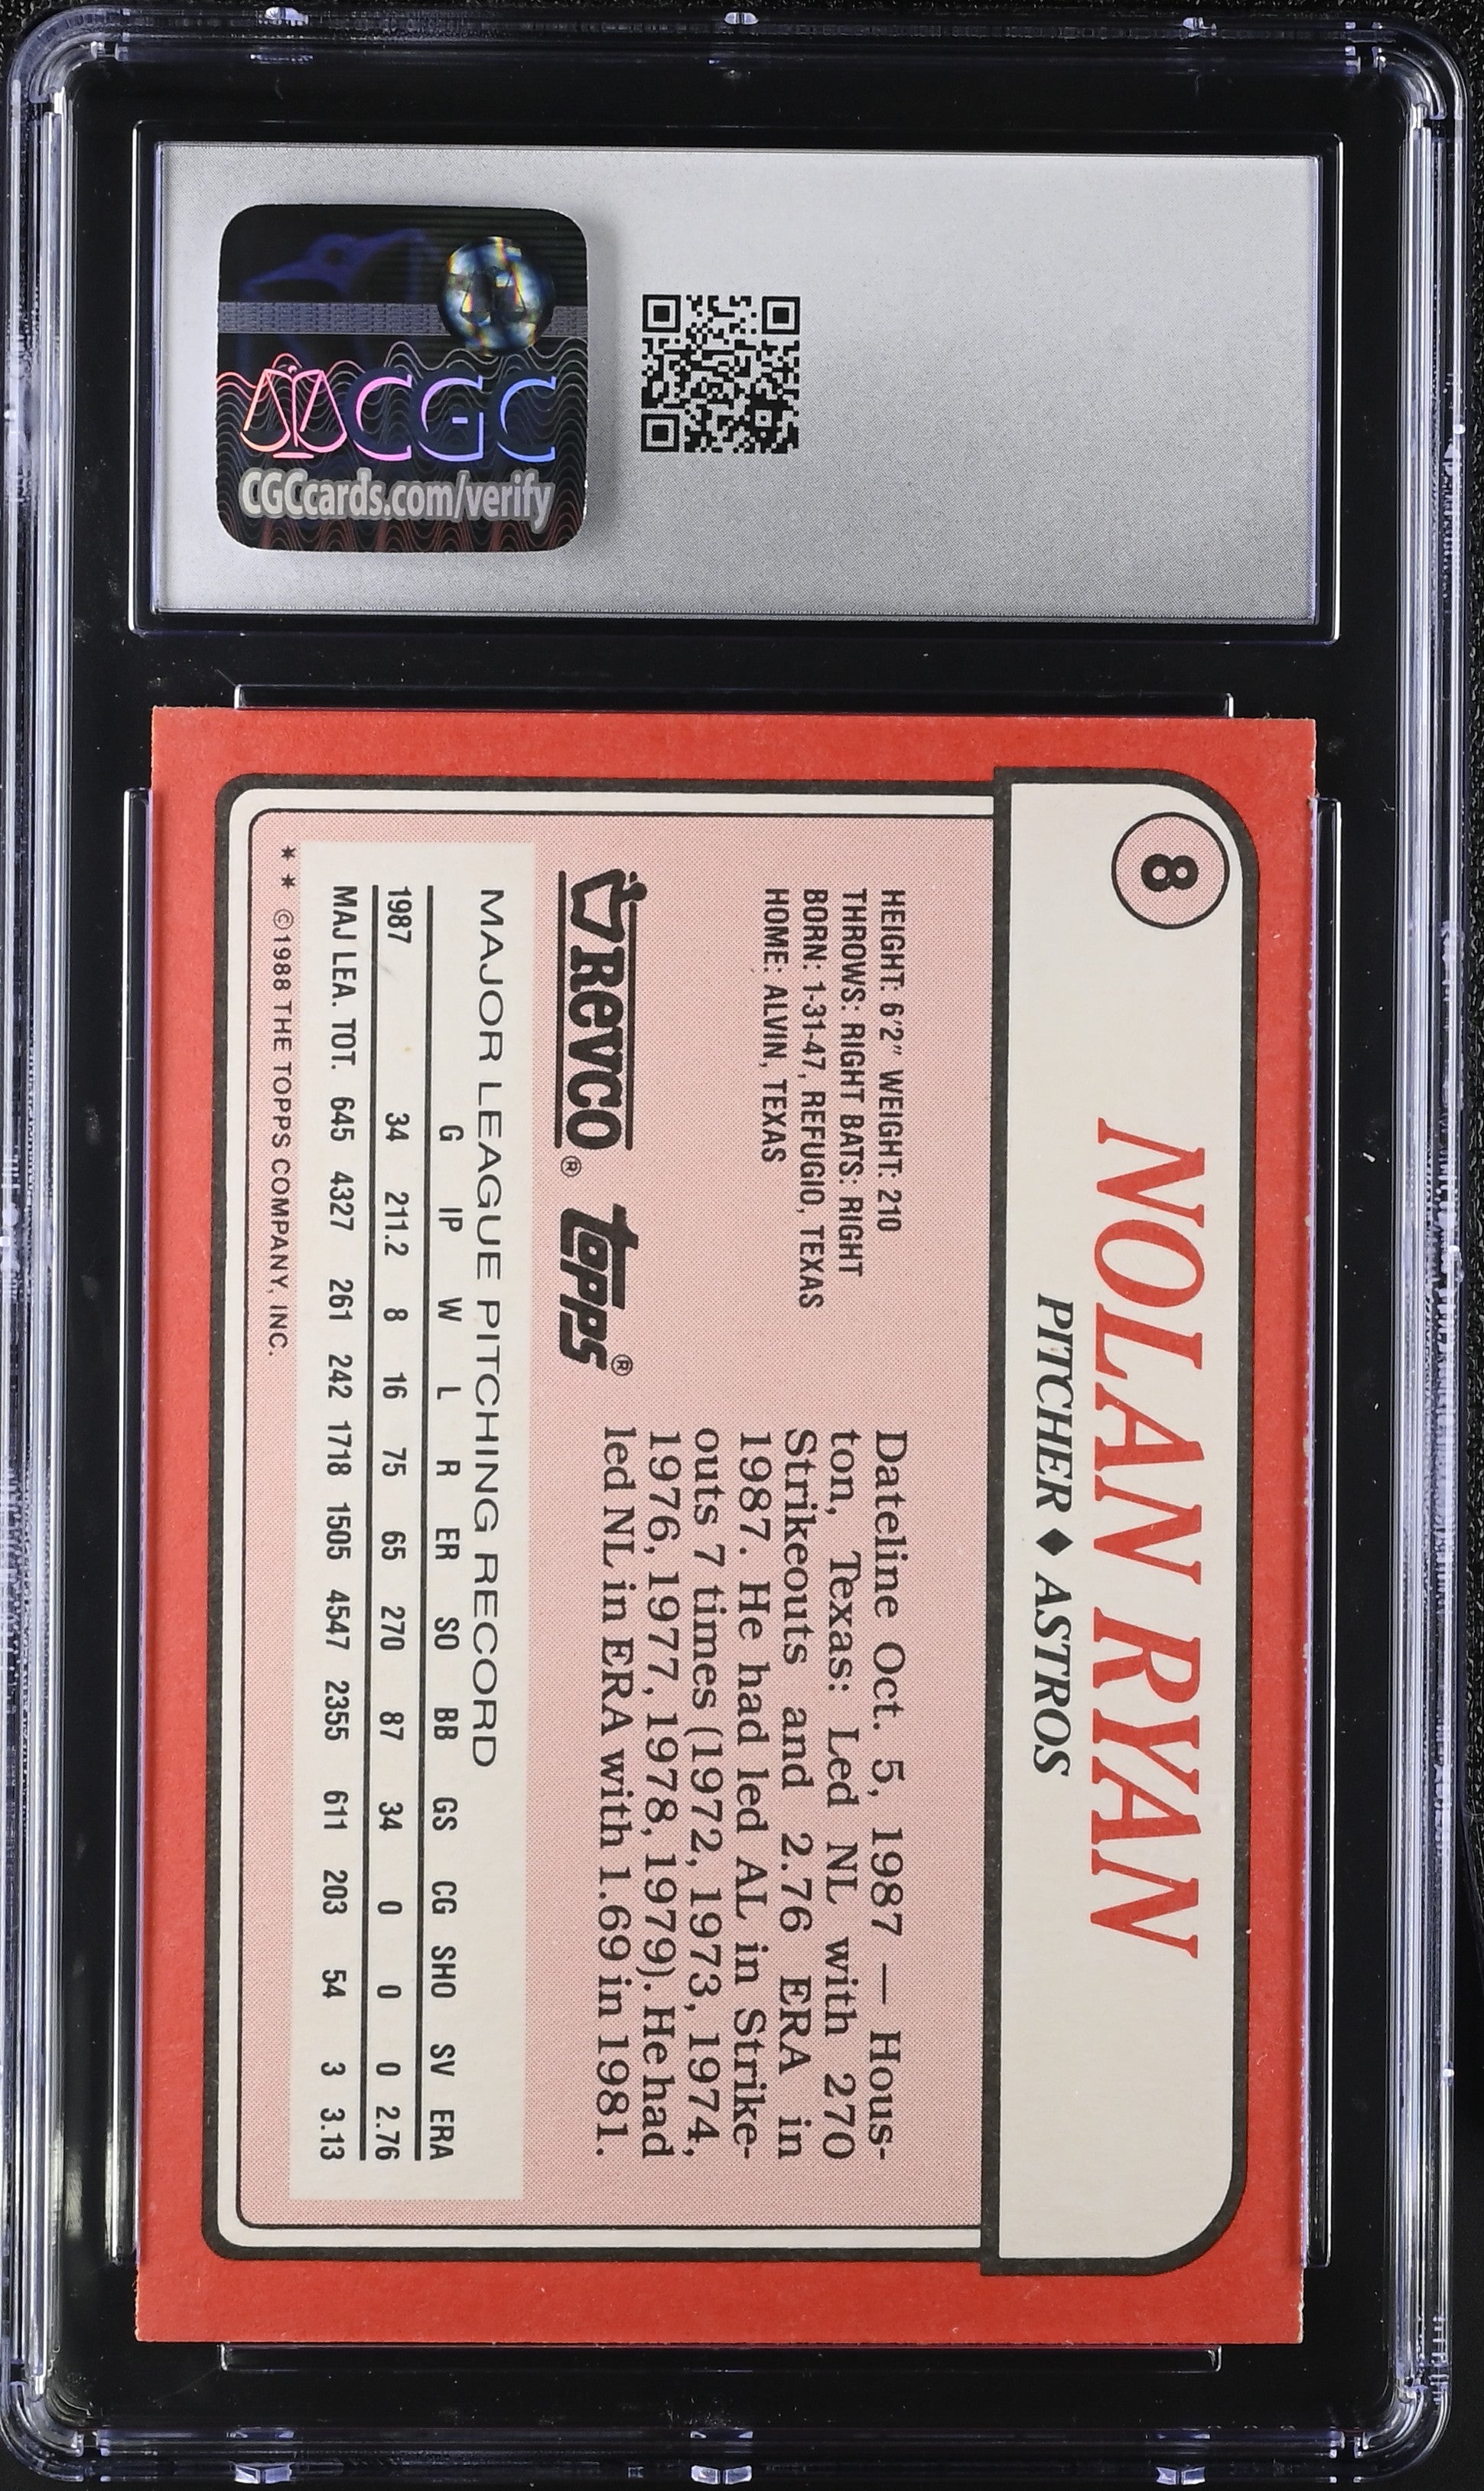 CGC
CGCcards.com/verify
8
NOLAN RYAN
PITCHER ♦ ASTROS
HEIGHT: 6'2" WEIGHT: 210
THROWS: RIGHT BATS: RIGHT
BORN: 1-31-47, REFUGIO, TEXAS
HOME: ALVIN, TEXAS
Dateline Oct. 5, 1987 — Hous-
ton, Texas: Led NL with 270
Strikeouts and 2.76 ERA in
1987. He had led AL in Strike-
outs 7 times (1972, 1973, 1974,
1976, 1977, 1978, 1979). He had
led NL in ERA with 1.69 in 1981.
REVCO® topps®
MAJOR LEAGUE PITCHING RECORD
G IP W L R ER SO BB GS CG SHO SV ERA
1987 34 211.2 8 16 75 65 270 87 34 0 0 0 2.76
MAJ LEA. TOT. 645 4327 261 242 1718 1505 4547 2355 611 203 54 3 3.13
** ©1988 THE TOPPS COMPANY, INC.